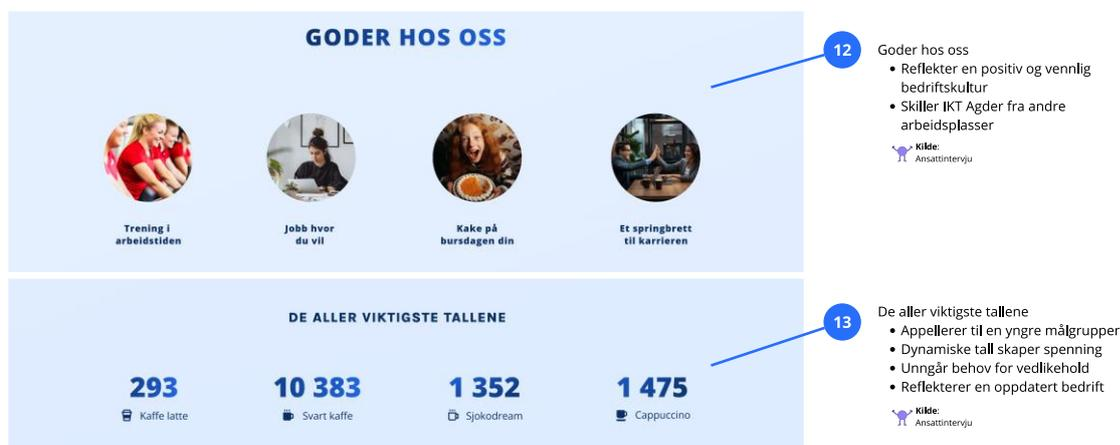 GODER HOS OSS
Trening i
arbeidstiden
Jobb hvor
du vil
Kake på
bursdagen din
Et springbrett
til karrieren
12
Goder hos oss
• Reflekter en positiv og vennlig
bedriftskultur
• Skiller IKT Agder fra andre
arbeidsplasser
Kilde:
Ansattintervju
DE ALLER VIKTIGSTE TALLENE
293
Kaffe latte
10 383
Svart kaffe
1 352
Sjokodream
1 475
Cappuccino
13
De aller viktigste tallene
• Appellerer til en yngre målgrupper
• Dynamiske tall skaper spenning
• Unngår behov for vedlikehold
• Reflekterer en oppdatert bedrift
Kilde:
Ansattintervju